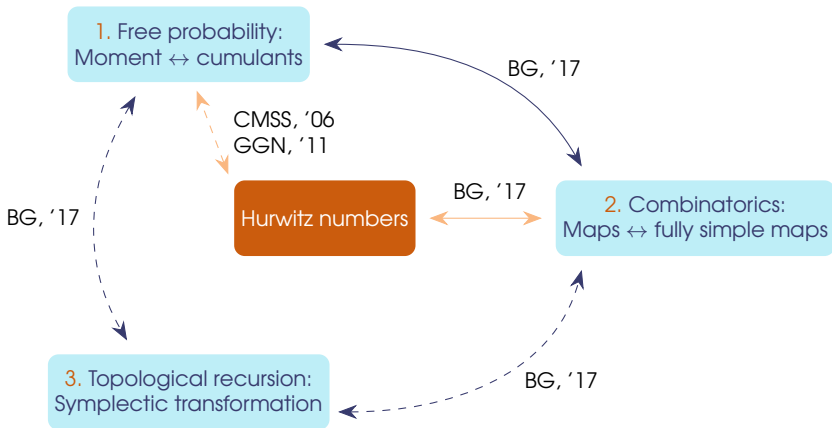 1. Free probability:
Moment ↔ cumulants
BG, '17
CMSS, '06
GGN, '11
BG, '17
BG, '17
Hurwitz numbers
2. Combinatorics:
Maps ↔ fully simple maps
3. Topological recursion:
Symplectic transformation
BG, '17